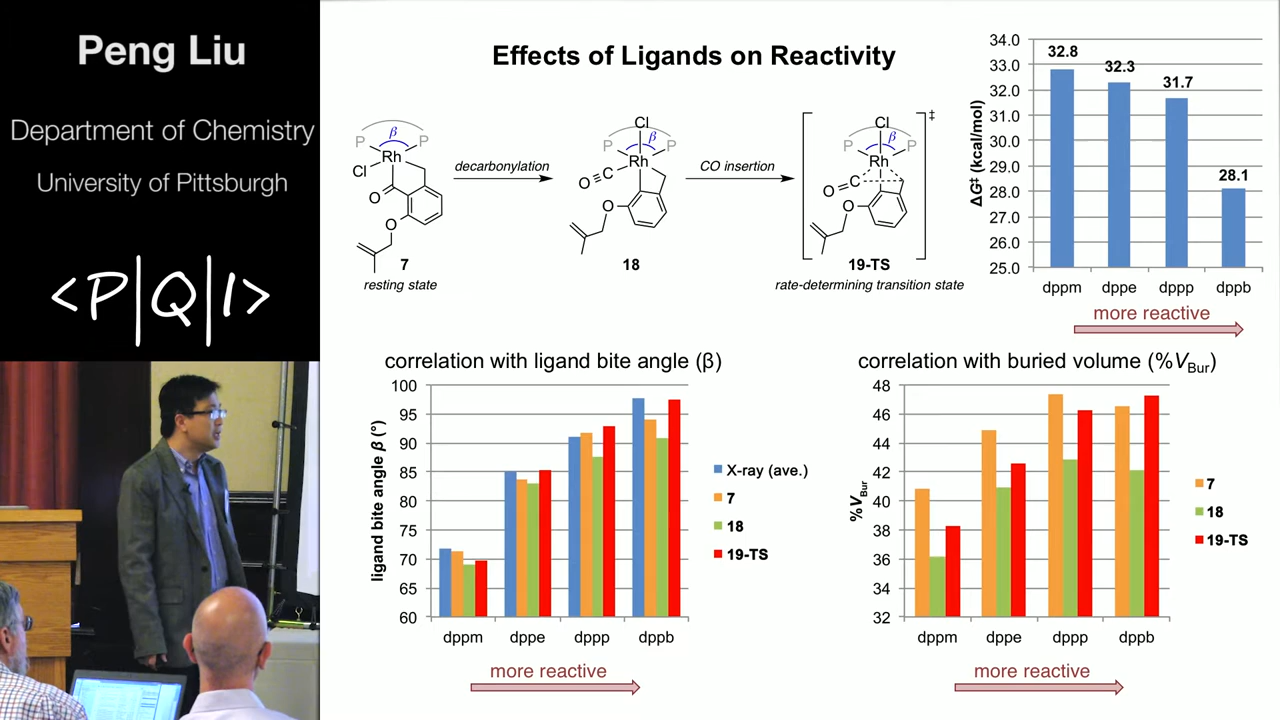 Peng Liu
Department of Chemistry
University of Pittsburgh
<P|Q|I>
Effects of Ligands on Reactivity
P β P
Rh
Cl
O
O
7
resting state
decarbonylation
Cl
P β P
Rh
O≡C
O
18
CO insertion
Cl
P β P
Rh
O=C
O
‡
19-TS
rate-determining transition state
ΔG‡ (kcal/mol)
34.0
33.0
32.0
31.0
30.0
29.0
28.0
27.0
26.0
25.0
32.8
32.3
31.7
28.1
dppm dppe dppp dppb
more reactive
correlation with ligand bite angle (β)
ligand bite angle β (°)
100
95
90
85
80
75
70
65
60
dppm dppe dppp dppb
X-ray (ave.)
7
18
19-TS
more reactive
correlation with buried volume (%VBur)
%VBur
48
46
44
42
40
38
36
34
32
dppm dppe dppp dppb
7
18
19-TS
more reactive